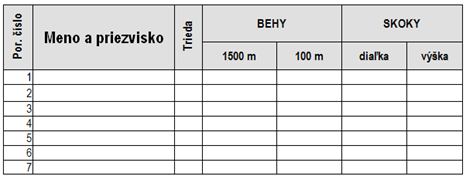 Por. číslo
Meno a priezvisko
Trieda
BEHY
SKOKY
1500 m
100 m
diaľka
výška
1
2
3
4
5
6
7